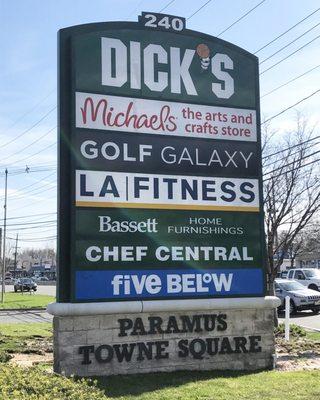 240
DICK'S
Michaels the arts and
crafts store
GOLF GALAXY
LA FITNESS
Bassett HOME
FURNISHINGS
CHEF CENTRAL
five BEL°W
PARAMUS
TOWNE SQUARE